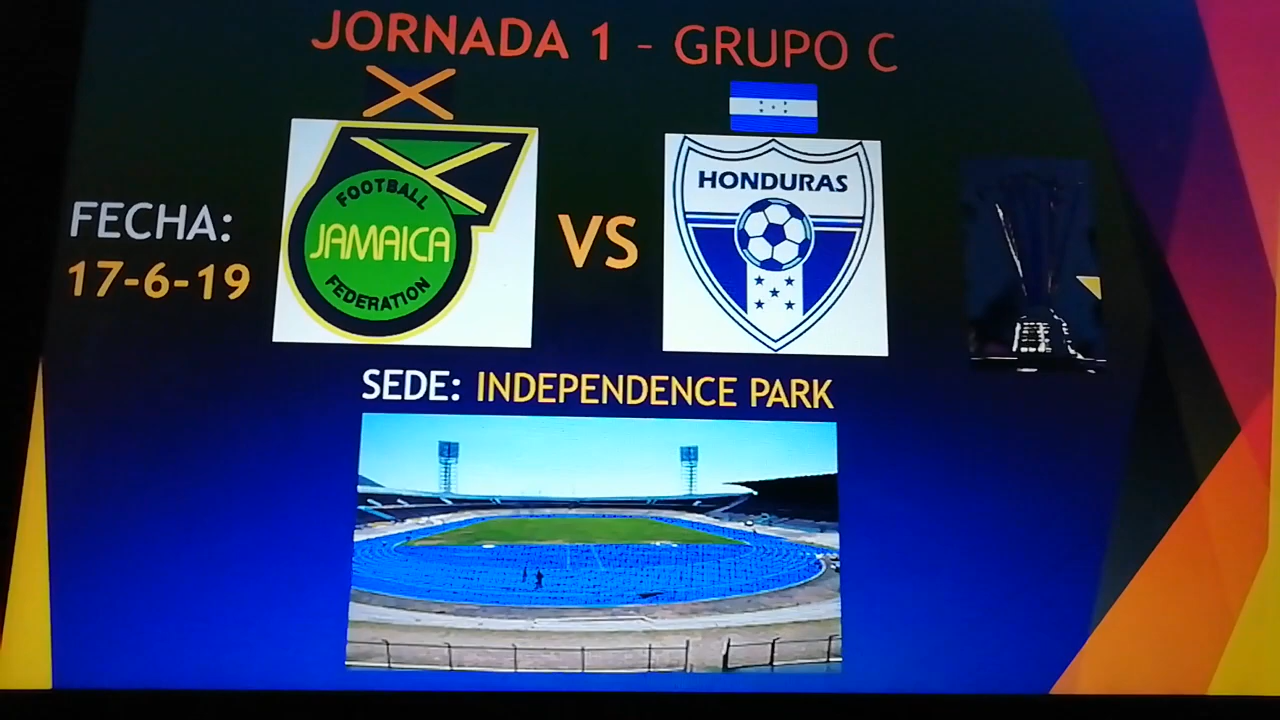 JORNADA 1 - GRUPO C
FOOTBALL
JAMAICA
FEDERATION
HONDURAS
FECHA:
17-6-19
VS
SEDE: INDEPENDENCE PARK